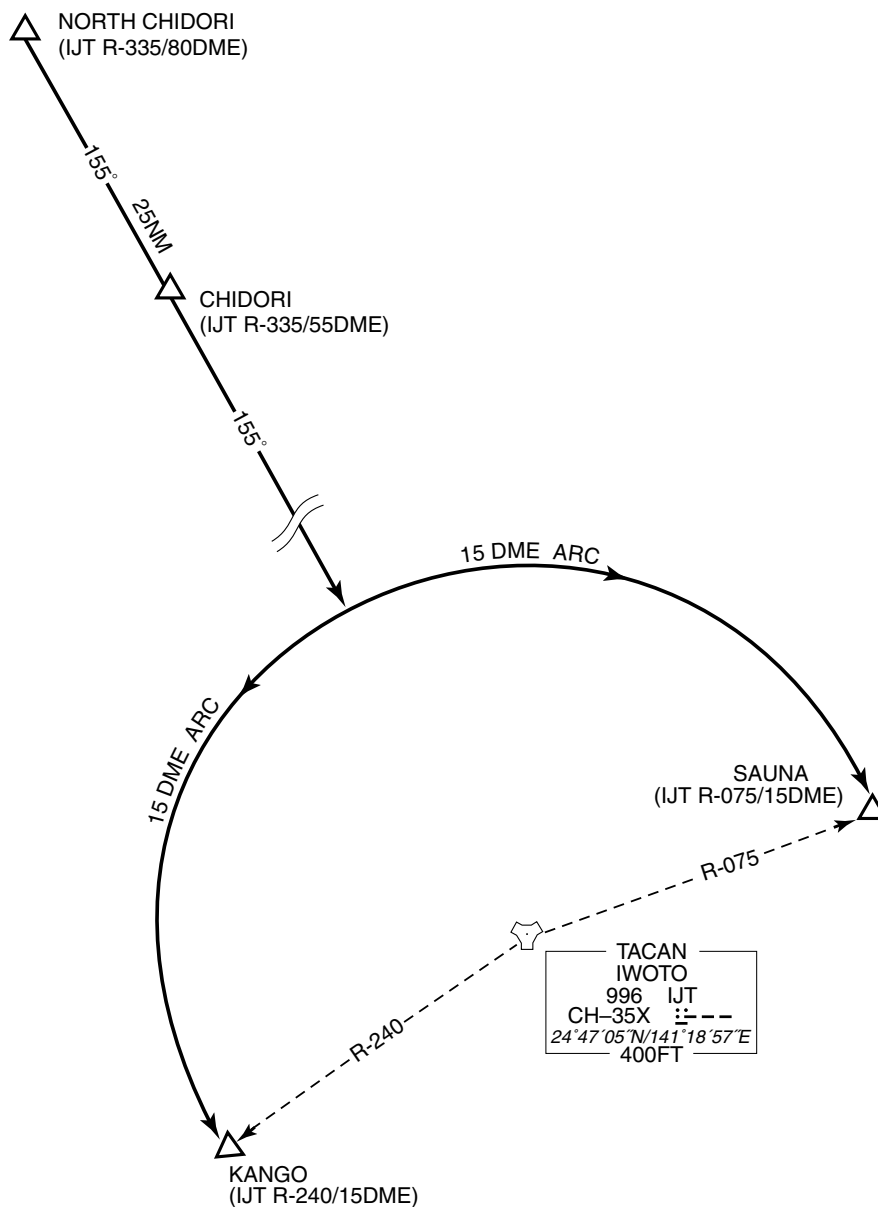 NORTH CHIDORI
(IJT R-335/80DME)
155°
25NM
CHIDORI
(IJT R-335/55DME)
155°
15 DME ARC
15 DME ARC
SAUNA
(IJT R-075/15DME)
R-075
TACAN
IWOTO
996 IJT
CH–35X
24°47′05″N/141°18′57″E
400FT
R-240
KANGO
(IJT R-240/15DME)